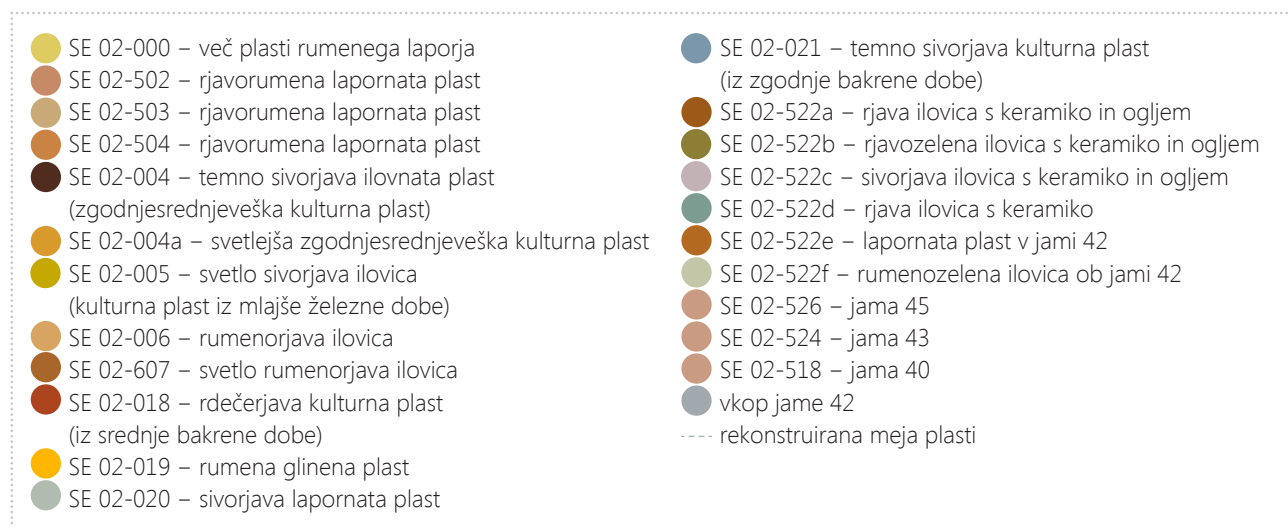 SE 02-000 – več plasti rumenega laporja
SE 02-502 – rjavorumena lapornata plast
SE 02-503 – rjavorumena lapornata plast
SE 02-504 – rjavorumena lapornata plast
SE 02-004 – temno sivorjava ilovnata plast
(zgodnjesrednjeveška kulturna plast)
SE 02-004a – svetlejša zgodnjesrednjeveška kulturna plast
SE 02-005 – svetlo sivorjava ilovica
(kulturna plast iz mlajše železne dobe)
SE 02-006 – rumenorjava ilovica
SE 02-607 – svetlo rumenorjava ilovica
SE 02-018 – rdečerjava kulturna plast
(iz srednje bakrene dobe)
SE 02-019 – rumena glinena plast
SE 02-020 – sivorjava lapornata plast
SE 02-021 – temno sivorjava kulturna plast
(iz zgodnje bakrene dobe)
SE 02-522a – rjava ilovica s keramiko in ogljem
SE 02-522b – rjavozelena ilovica s keramiko in ogljem
SE 02-522c – sivorjava ilovica s keramiko in ogljem
SE 02-522d – rjava ilovica s keramiko
SE 02-522e – lapornata plast v jami 42
SE 02-522f – rumenozelena ilovica ob jami 42
SE 02-526 – jama 45
SE 02-524 – jama 43
SE 02-518 – jama 40
vkop jame 42
rekonstruirana meja plasti